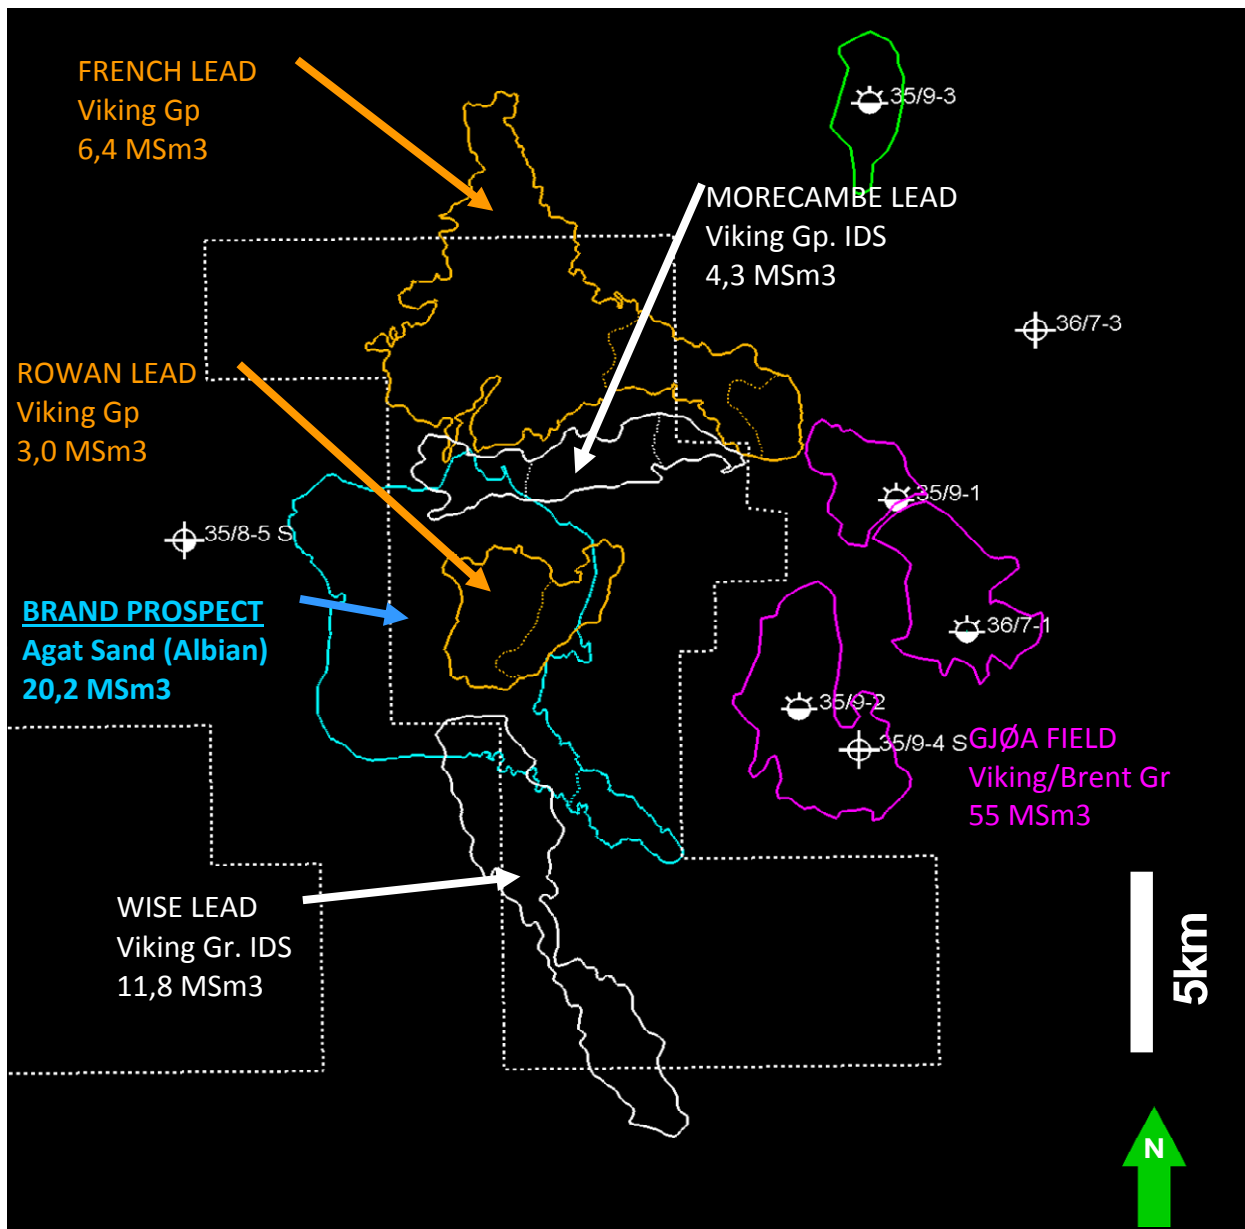 FRENCH LEAD
Viking Gp
6,4 MSm3
35/9-3
MORECAMBE LEAD
Viking Gp. IDS
4,3 MSm3
36/7-3
ROWAN LEAD
Viking Gp
3,0 MSm3
35/9-1
35/8-5 S
BRAND PROSPECT
Agat Sand (Albian)
20,2 MSm3
36/7-1
35/9-2
35/9-4 S
GJØA FIELD
Viking/Brent Gr
55 MSm3
WISE LEAD
Viking Gr. IDS
11,8 MSm3
5km
N